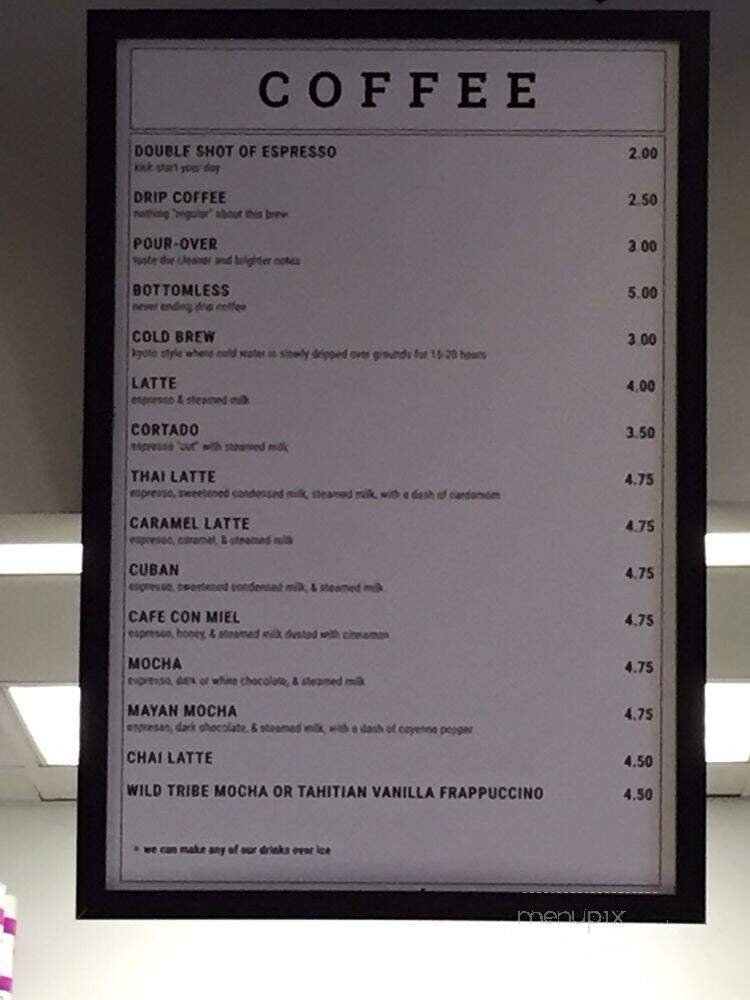 COFFEE
DOUBLE SHOT OF ESPRESSO 2.00
kick start your day
DRIP COFFEE 2.50
nothing "regular" about this brew
POUR-OVER 3.00
taste the cleaner and brighter notes
BOTTOMLESS 5.00
never ending drip coffee
COLD BREW 3.00
kyoto style where cold water is slowly dripped over grounds for 15-20 hours
LATTE 4.00
espresso & steamed milk
CORTADO 3.50
espresso "cut" with steamed milk
THAI LATTE 4.75
espresso, sweetened condensed milk, steamed milk, with a dash of cardamom
CARAMEL LATTE 4.75
espresso, caramel, & steamed milk
CUBAN 4.75
espresso, sweetened condensed milk, & steamed milk
CAFE CON MIEL 4.75
espresso, honey, & steamed milk dusted with cinnamon
MOCHA 4.75
espresso, dark or white chocolate, & steamed milk
MAYAN MOCHA 4.75
espresso, dark chocolate, & steamed milk, with a dash of cayenne pepper
CHAI LATTE 4.50
WILD TRIBE MOCHA OR TAHITIAN VANILLA FRAPPUCCINO 4.50
* we can make any of our drinks over ice
menupix